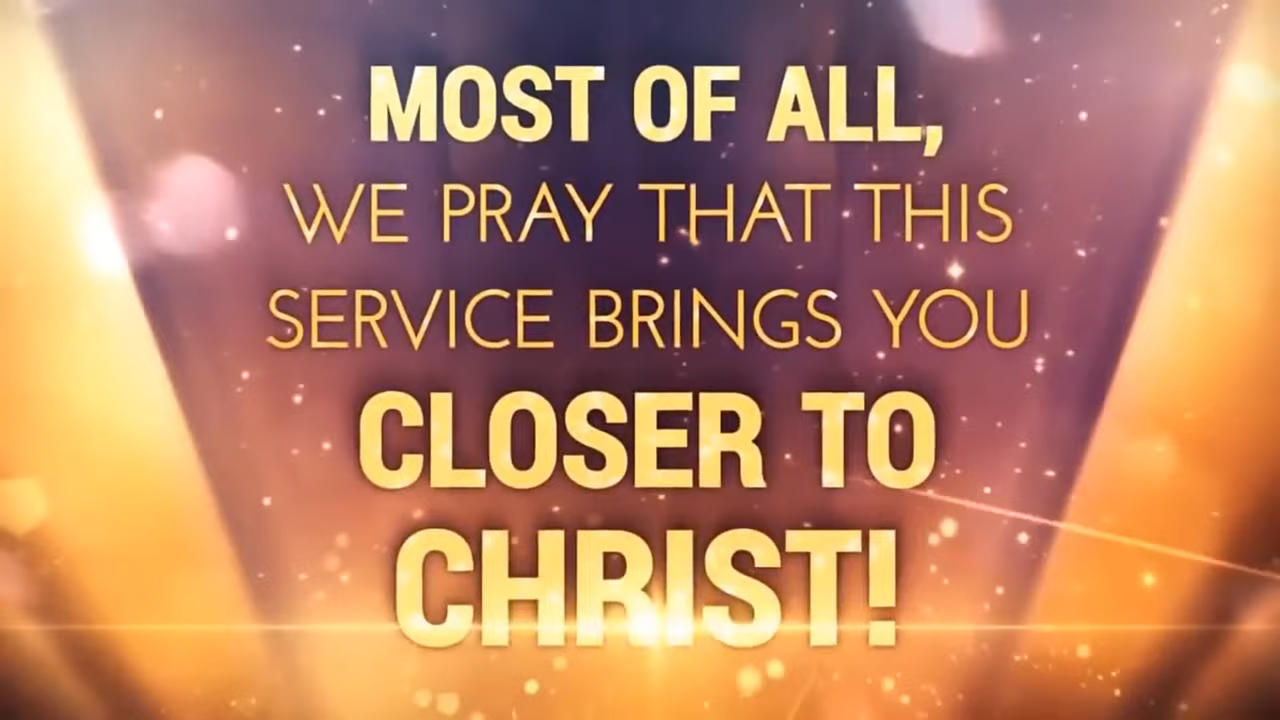 MOST OF ALL,
WE PRAY THAT THIS
SERVICE BRINGS YOU
CLOSER TO
CHRIST!